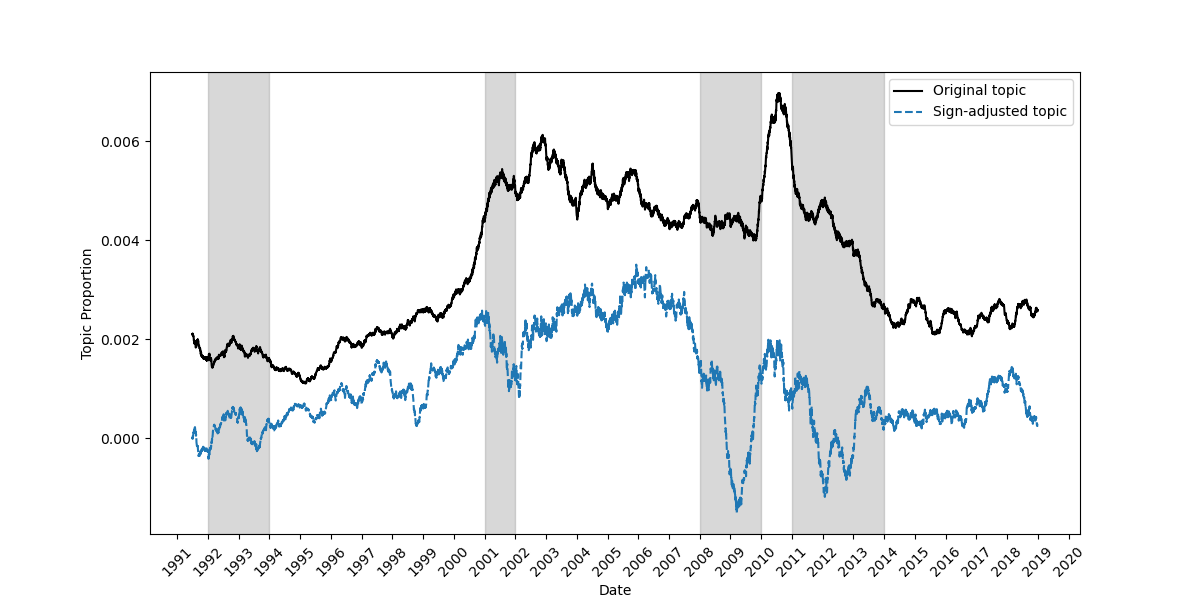 Original topic
Sign-adjusted topic
Topic Proportion
0.006
0.004
0.002
0.000
1991 1992 1993 1994 1995 1996 1997 1998 1999 2000 2001 2002 2003 2004 2005 2006 2007 2008 2009 2010 2011 2012 2013 2014 2015 2016 2017 2018 2019 2020
Date